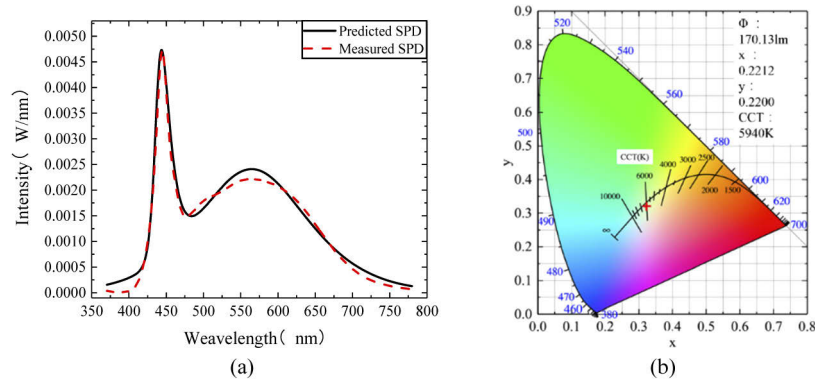 Predicted SPD
Measured SPD
0.0050
0.0045
0.0040
0.0035
0.0030
0.0025
0.0020
0.0015
0.0010
0.0005
0.0000
350 400 450 500 550 600 650 700 750 800
Intensity( W/nm)
Weavelength( nm)
(a)
0.9
0.8
0.7
0.6
0.5
0.4
0.3
0.2
0.1
0.0
0.0 0.1 0.2 0.3 0.4 0.5 0.6 0.7 0.8
y
x
520
540
560
580
600
700
500
490
480
470
460
380
CCT(K)
10000
6000
4000
3000
2500
2000
1500
∞
Φ :
170.13lm
x :
0.2212
y :
0.2200
CCT :
5940K
(b)